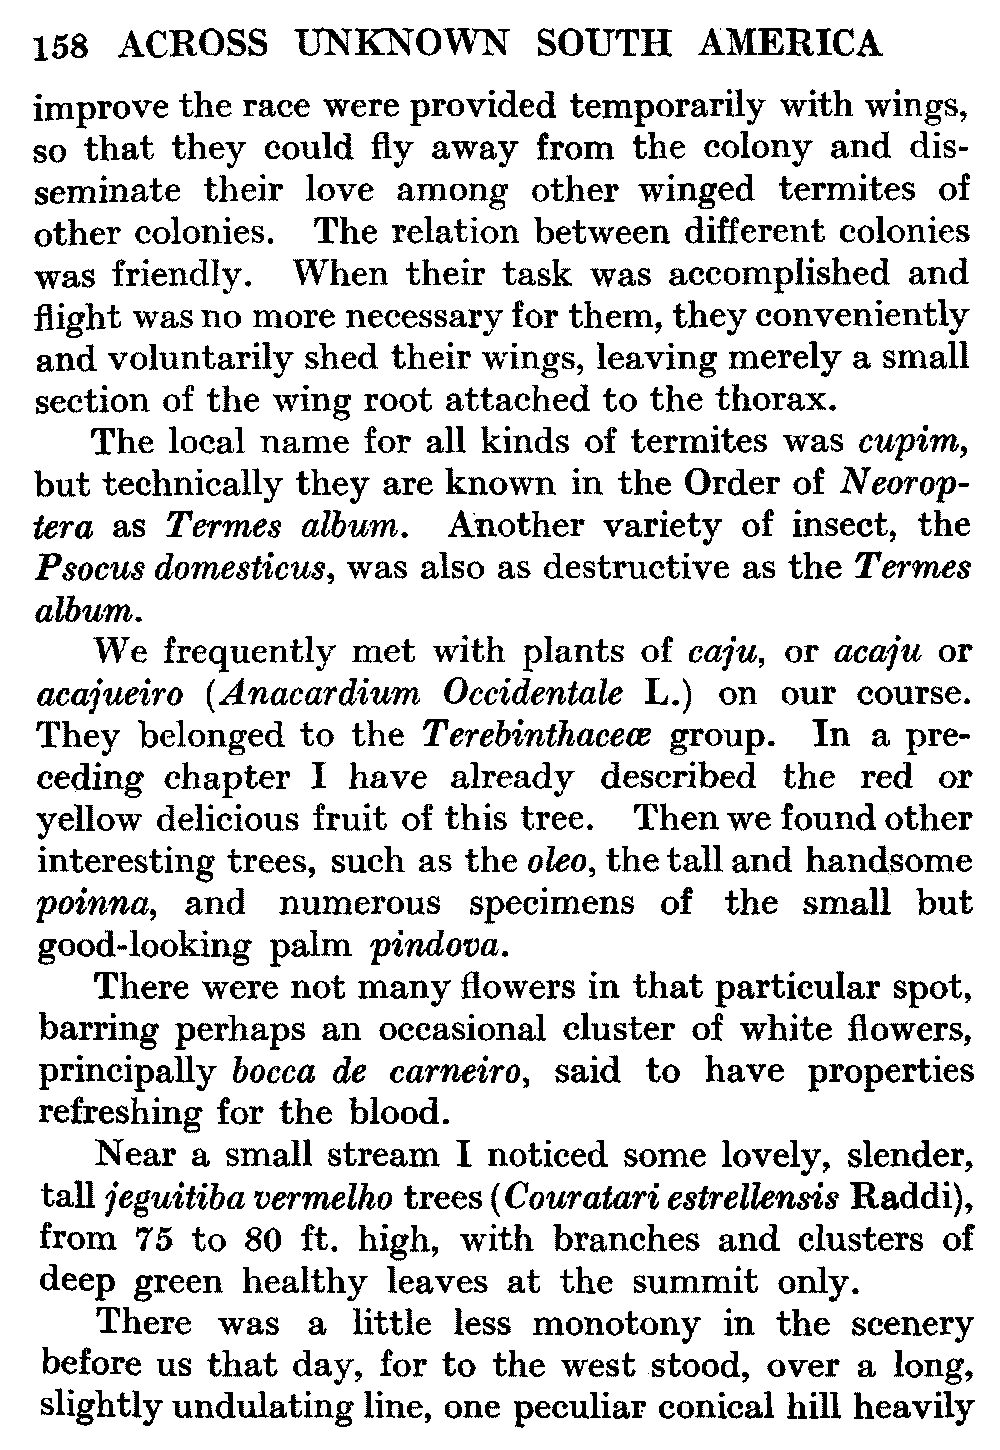 158 ACROSS UNKNOWN SOUTH AMERICA
improve the race were provided temporarily with wings,
so that they could fly away from the colony and dis-
seminate their love among other winged termites of
other colonies. The relation between different colonies
was friendly. When their task was accomplished and
flight was no more necessary for them, they conveniently
and voluntarily shed their wings, leaving merely a small
section of the wing root attached to the thorax.
The local name for all kinds of termites was cupim,
but technically they are known in the Order of Neorop-
tera as Termes album. Another variety of insect, the
Psocus domesticus, was also as destructive as the Termes
album.
We frequently met with plants of caju, or acaju or
acajueiro (Anacardium Occidentale L.) on our course.
They belonged to the Terebinthaceæ group. In a pre-
ceding chapter I have already described the red or
yellow delicious fruit of this tree. Then we found other
interesting trees, such as the oleo, the tall and handsome
poinna, and numerous specimens of the small but
good-looking palm pindova.
There were not many flowers in that particular spot,
barring perhaps an occasional cluster of white flowers,
principally bocca de carneiro, said to have properties
refreshing for the blood.
Near a small stream I noticed some lovely, slender,
tall jeguitiba vermelho trees (Couratari estrellensis Raddi),
from 75 to 80 ft. high, with branches and clusters of
deep green healthy leaves at the summit only.
There was a little less monotony in the scenery
before us that day, for to the west stood, over a long,
slightly undulating line, one peculiar conical hill heavily